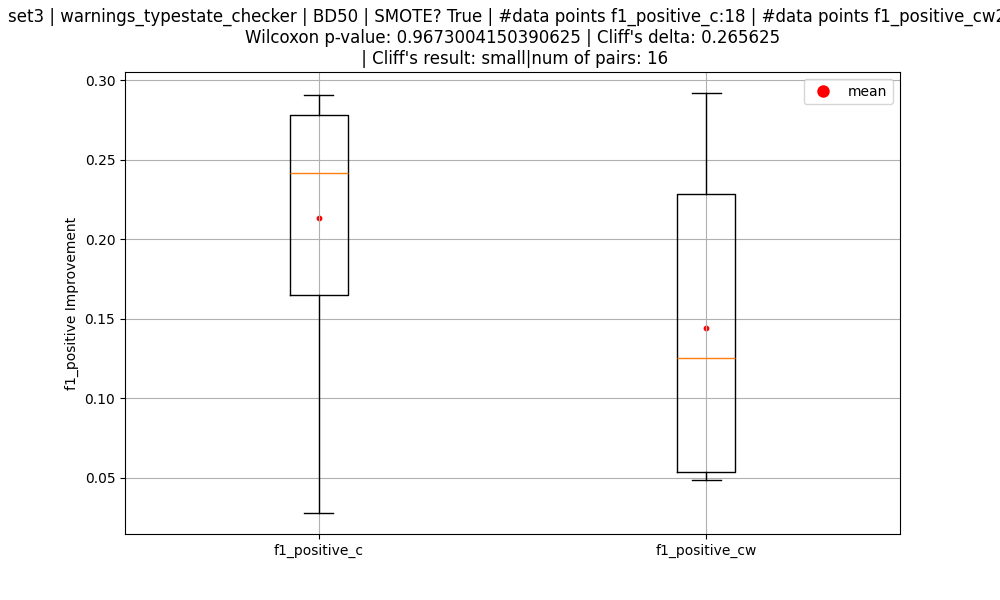 set3 | warnings_typestate_checker | BD50 | SMOTE? True | #data points f1_positive_c:18 | #data points f1_positive_cw
Wilcoxon p-value: 0.9673004150390625 | Cliff's delta: 0.265625
| Cliff's result: small|num of pairs: 16
0.30
mean
0.25
0.20
f1_positive Improvement
0.15
0.10
0.05
f1_positive_c
f1_positive_cw